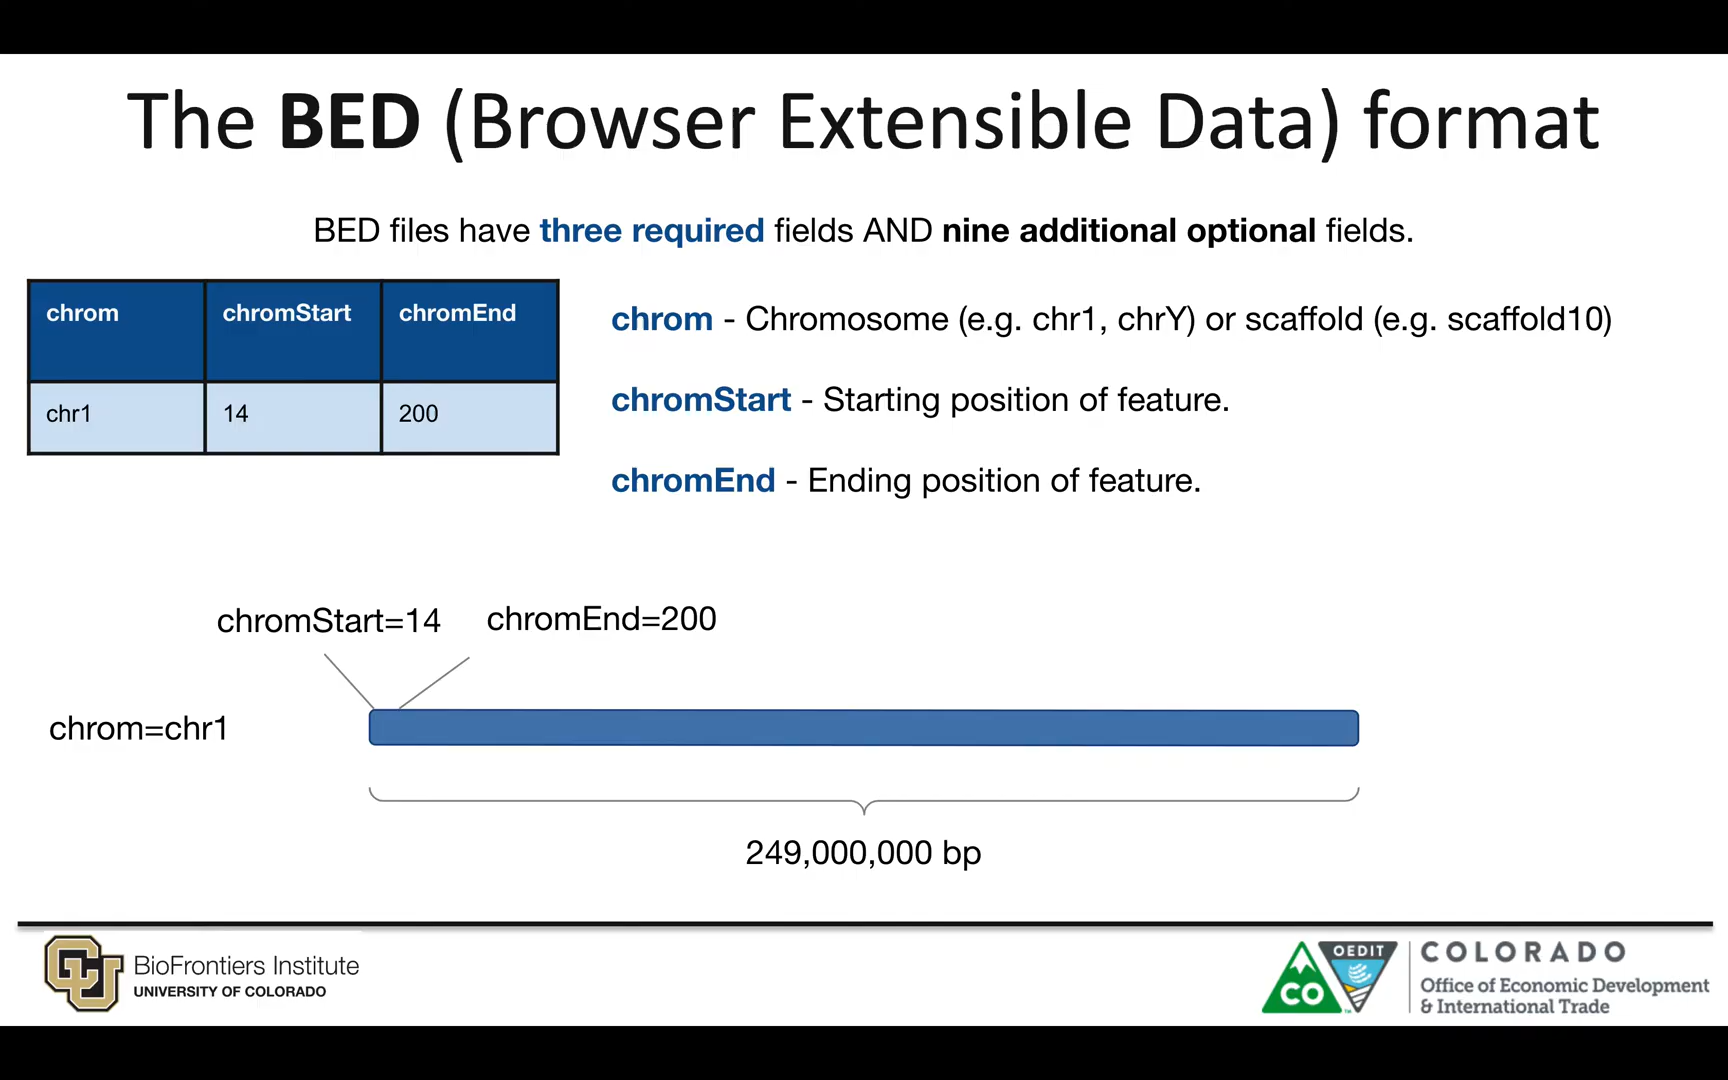 The BED (Browser Extensible Data) format
BED files have three required fields AND nine additional optional fields.
chrom chromStart chromEnd
chr1 14 200
chrom - Chromosome (e.g. chr1, chrY) or scaffold (e.g. scaffold10)
chromStart - Starting position of feature.
chromEnd - Ending position of feature.
chromStart=14 chromEnd=200
chrom=chr1
249,000,000 bp
CU
BioFrontiers Institute
UNIVERSITY OF COLORADO
CO
TM
OEDIT
COLORADO
Office of Economic Development
& International Trade